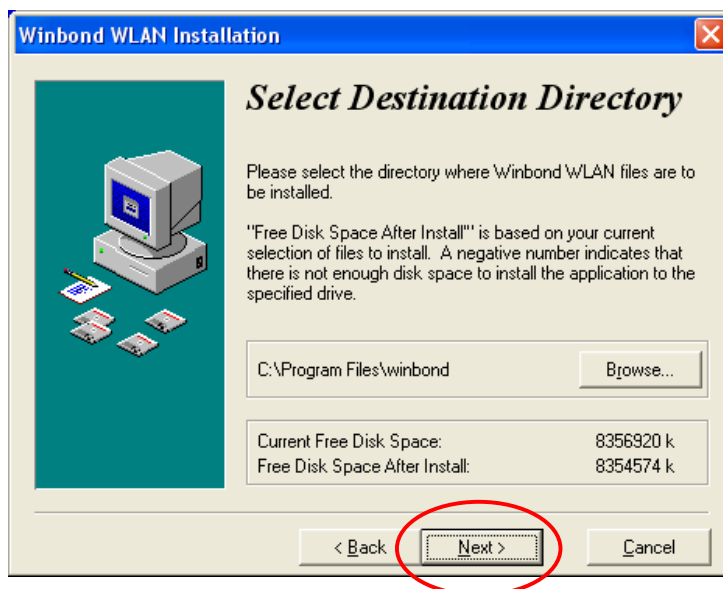 Winbond WLAN Installation
Select Destination Directory
Please select the directory where Winbond WLAN files are to
be installed.
"Free Disk Space After Install"' is based on your current
selection of files to install.  A negative number indicates that
there is not enough disk space to install the application to the
specified drive.
C:\Program Files\winbond
Browse...
Current Free Disk Space: 8356920 k
Free Disk Space After Install: 8354574 k
< Back Next > Cancel